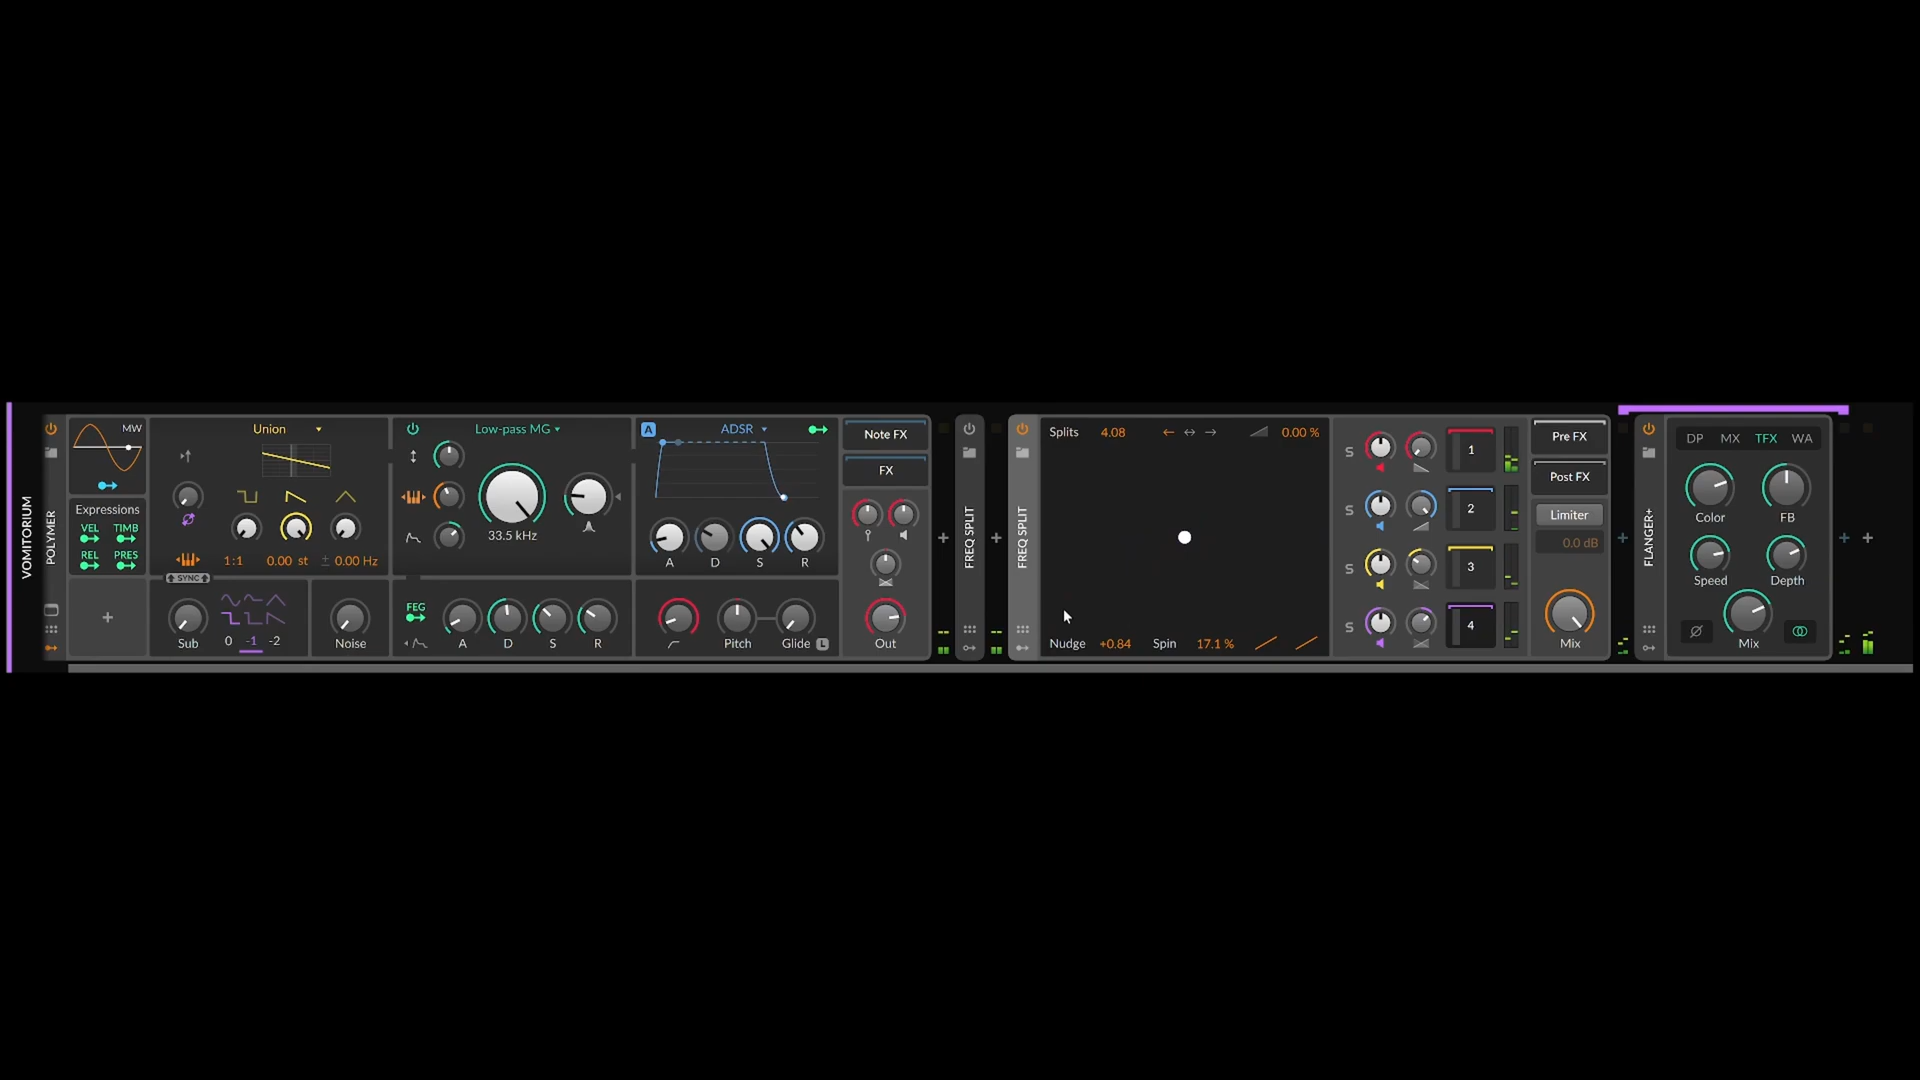 VOMITORIUM
POLYMER
MW
Expressions
VEL TIMB
REL PRES
+
Union
1:1 0.00 st ± 0.00 Hz
SYNC
Sub
0 -1 -2
Noise
Low-pass MG
33.5 kHz
FEG
A D S R
A ADSR
A D S R
Pitch Glide L
Note FX
FX
Out
+
FREQ SPLIT
+
FREQ SPLIT
Splits 4.08 ← ↔ → 0.00 %
Nudge +0.84 Spin 17.1 %
S 1
S 2
S 3
S 4
Pre FX
Post FX
Limiter
0.0 dB
Mix
+
FLANGER+
DP MX TFX WA
Color FB
Speed Depth
Mix
+ +